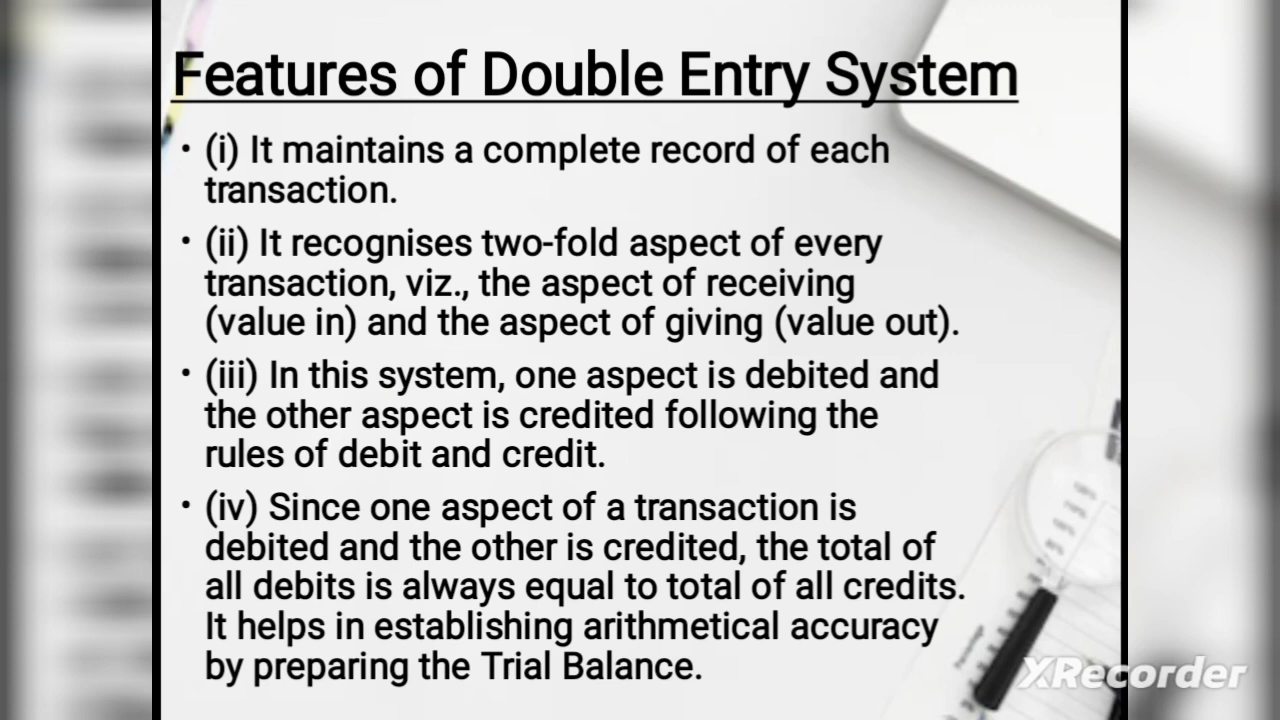 Features of Double Entry System
• (i) It maintains a complete record of each
transaction.
• (ii) It recognises two-fold aspect of every
transaction, viz., the aspect of receiving
(value in) and the aspect of giving (value out).
• (iii) In this system, one aspect is debited and
the other aspect is credited following the
rules of debit and credit.
• (iv) Since one aspect of a transaction is
debited and the other is credited, the total of
all debits is always equal to total of all credits.
It helps in establishing arithmetical accuracy
by preparing the Trial Balance.
XRecorder